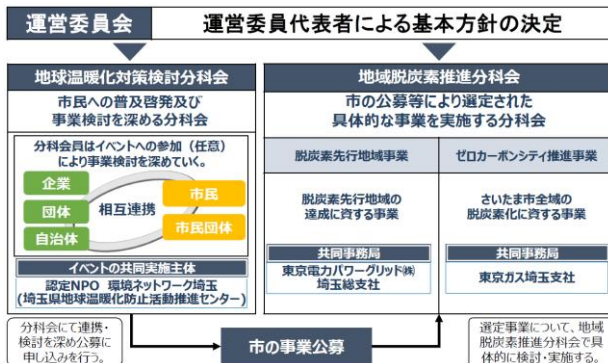 運営委員会
運営委員代表者による基本方針の決定
地球温暖化対策検討分科会
市民への普及啓発及び
事業検討を深める分科会
分科会員はイベントへの参加（任意）
により事業検討を深めていく。
企業
団体
自治体
相互連携
市民
市民団体
イベントの共同実施主体
認定NPO 環境ネットワーク埼玉
(埼玉県地球温暖化防止活動推進センター)
地域脱炭素推進分科会
市の公募等により選定された
具体的な事業を実施する分科会
脱炭素先行地域事業
脱炭素先行地域の
達成に資する事業
共同事務局
東京電力パワーグリッド㈱
埼玉総支社
ゼロカーボンシティ推進事業
さいたま市全域の
脱炭素化に資する事業
共同事務局
東京ガス埼玉支社
分科会にて連携・
検討を深め公募に
申し込みを行う。
市の事業公募
選定事業について、地域
脱炭素推進分科会で具
体的に検討・実施する。